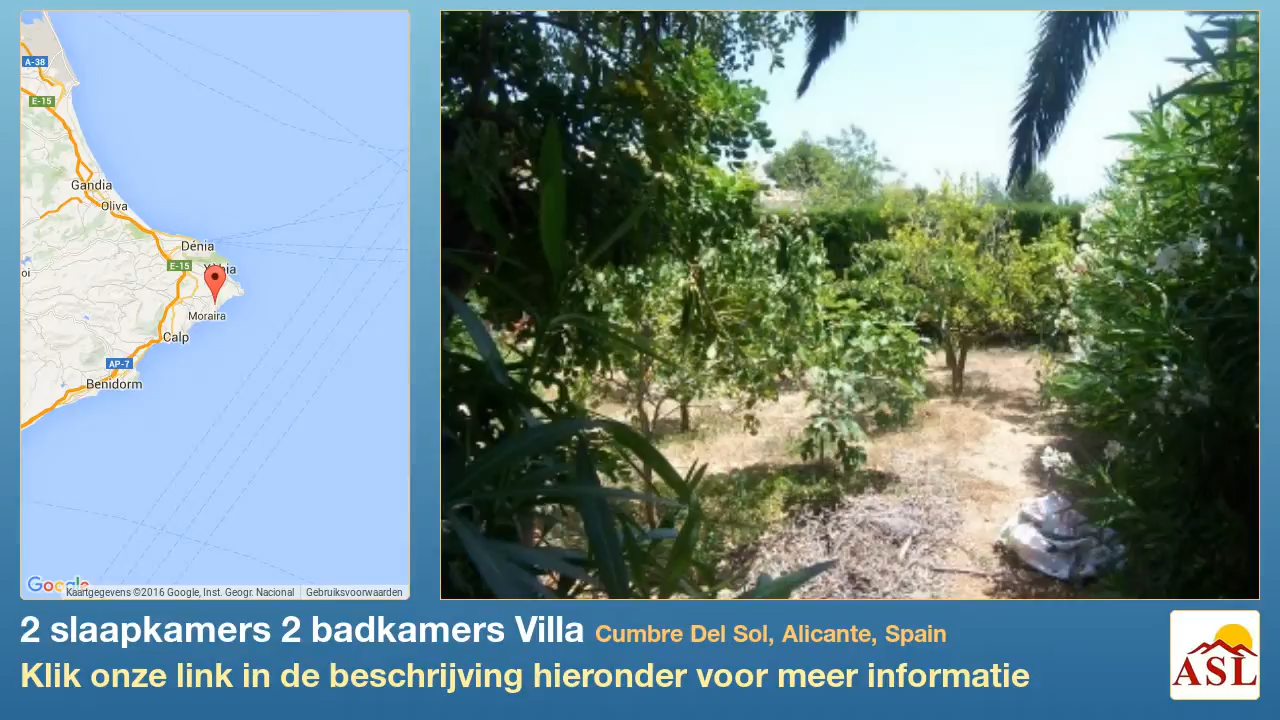 A-38
E-15
Gandia
Oliva
Dénia
E-15
Moraira
Calp
AP-7
Benidorm
Google
Kaartgegevens ©2016 Google, Inst. Geogr. Nacional
Gebruiksvoorwaarden
2 slaapkamers 2 badkamers Villa Cumbre Del Sol, Alicante, Spain
Klik onze link in de beschrijving hieronder voor meer informatie
ASL